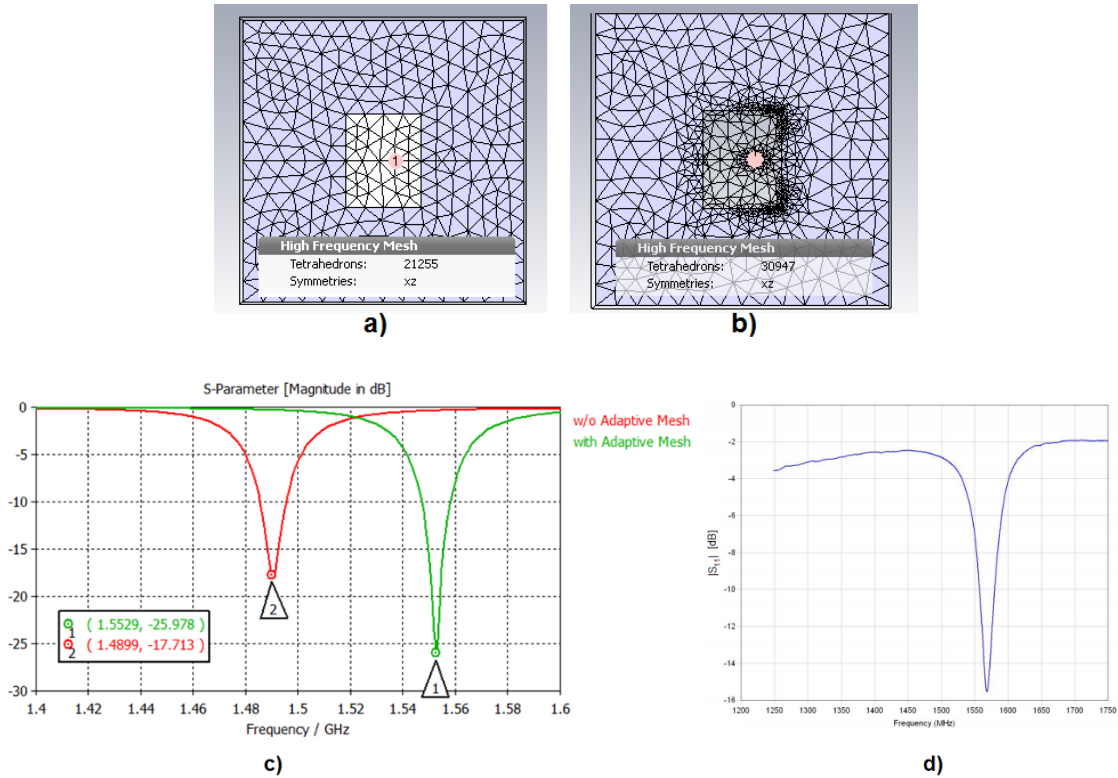 1
High Frequency Mesh
Tetrahedrons: 21255
Symmetries: xz
a)
High Frequency Mesh
Tetrahedrons: 30947
Symmetries: xz
b)
S-Parameter [Magnitude in dB]
0
-5
-10
-15
-20
-25
-30
1 ( 1.5529, -25.978 )
2 ( 1.4899, -17.713 )
2
1
1.4 1.42 1.44 1.46 1.48 1.5 1.52 1.54 1.56 1.58 1.6
Frequency / GHz
w/o Adaptive Mesh
with Adaptive Mesh
c)
|S11| [dB]
0
-2
-4
-6
-8
-10
-12
-14
-16
1200 1250 1300 1350 1400 1450 1500 1550 1600 1650 1700 1750
Frequency (MHz)
d)